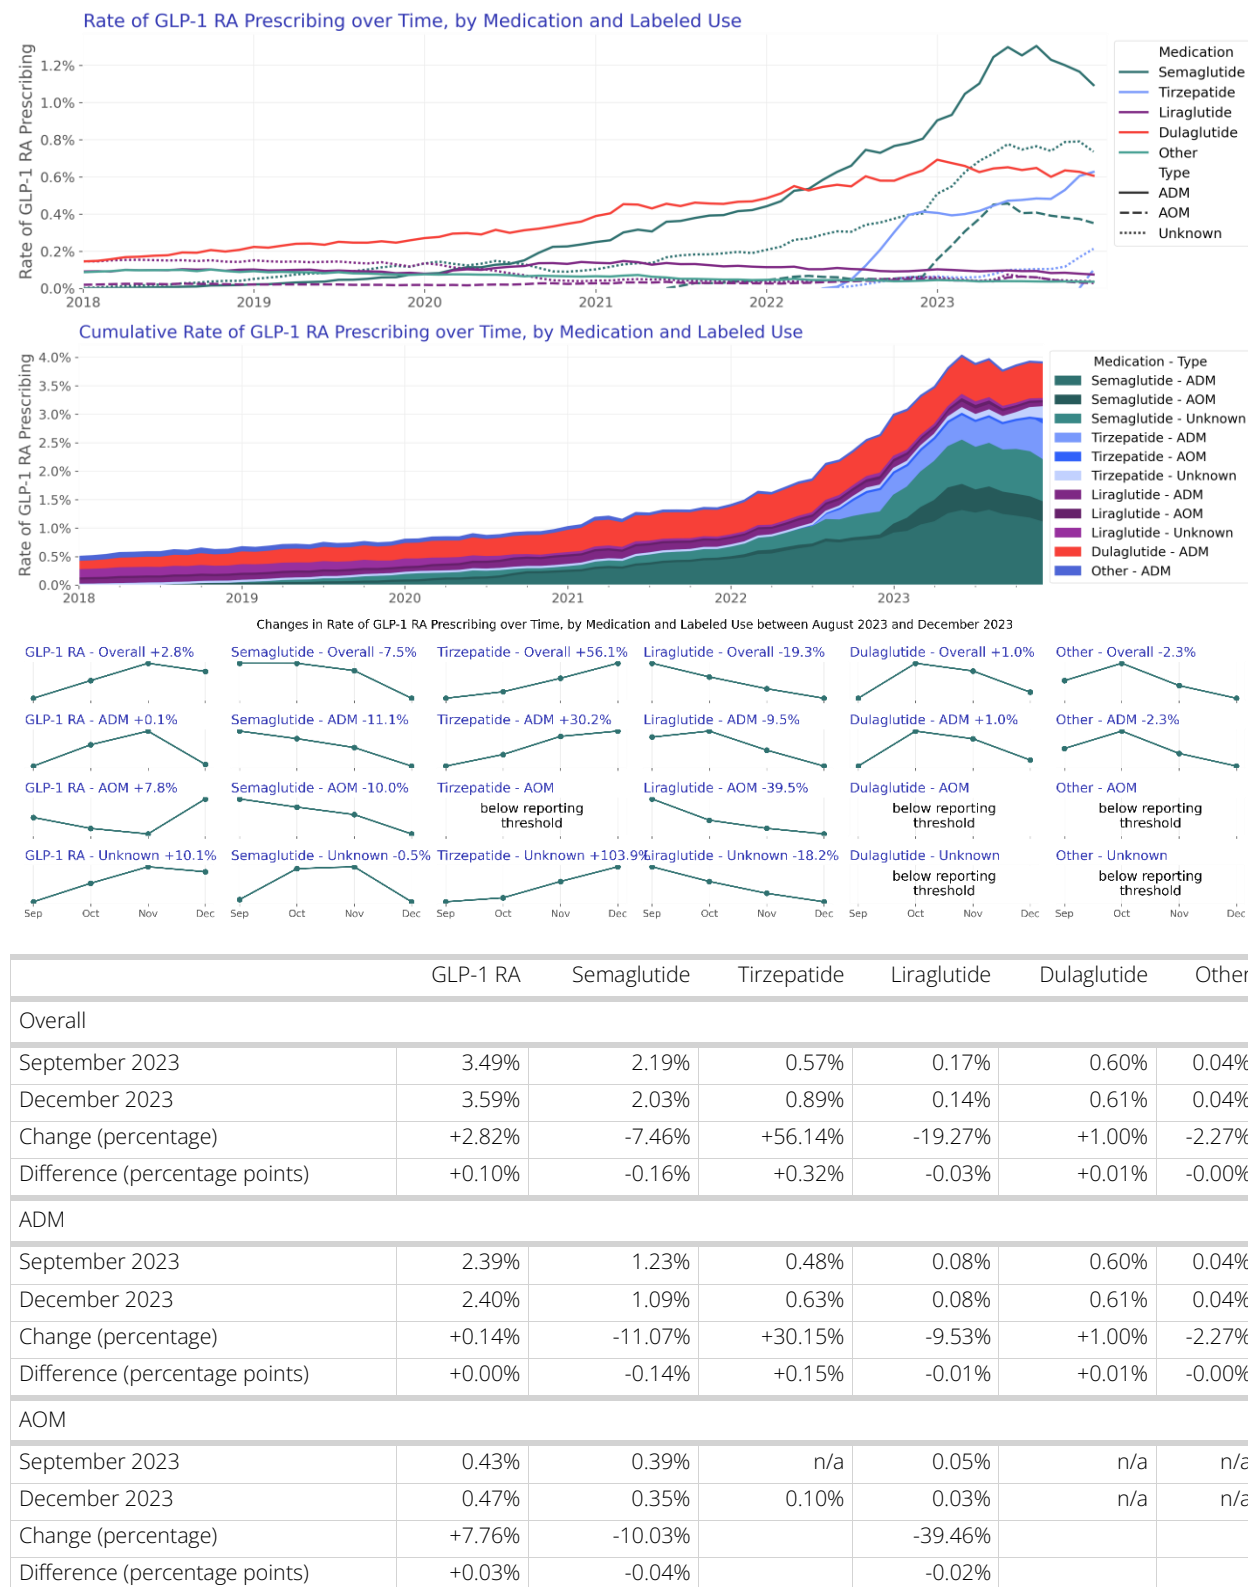 Rate of GLP-1 RA Prescribing over Time, by Medication and Labeled Use
Rate of GLP-1 RA Prescribing
1.2%
1.0%
0.8%
0.6%
0.4%
0.2%
0.0%
2018 2019 2020 2021 2022 2023
Medication
Semaglutide
Tirzepatide
Liraglutide
Dulaglutide
Other
Type
ADM
AOM
Unknown
Cumulative Rate of GLP-1 RA Prescribing over Time, by Medication and Labeled Use
Rate of GLP-1 RA Prescribing
4.0%
3.5%
3.0%
2.5%
2.0%
1.5%
1.0%
0.5%
0.0%
2018 2019 2020 2021 2022 2023
Medication - Type
Semaglutide - ADM
Semaglutide - AOM
Semaglutide - Unknown
Tirzepatide - ADM
Tirzepatide - AOM
Tirzepatide - Unknown
Liraglutide - ADM
Liraglutide - AOM
Liraglutide - Unknown
Dulaglutide - ADM
Other - ADM
Changes in Rate of GLP-1 RA Prescribing over Time, by Medication and Labeled Use between August 2023 and December 2023
GLP-1 RA - Overall +2.8% Semaglutide - Overall -7.5% Tirzepatide - Overall +56.1% Liraglutide - Overall -19.3% Dulaglutide - Overall +1.0% Other - Overall -2.3%
GLP-1 RA - ADM +0.1% Semaglutide - ADM -11.1% Tirzepatide - ADM +30.2% Liraglutide - ADM -9.5% Dulaglutide - ADM +1.0% Other - ADM -2.3%
GLP-1 RA - AOM +7.8% Semaglutide - AOM -10.0% Tirzepatide - AOM Liraglutide - AOM -39.5% Dulaglutide - AOM Other - AOM
below reporting below reporting below reporting
threshold threshold threshold
GLP-1 RA - Unknown +10.1% Semaglutide - Unknown -0.5% Tirzepatide - Unknown +103.9% Liraglutide - Unknown -18.2% Dulaglutide - Unknown Other - Unknown
below reporting below reporting
threshold threshold
Sep Oct Nov Dec Sep Oct Nov Dec Sep Oct Nov Dec Sep Oct Nov Dec Sep Oct Nov Dec Sep Oct Nov Dec
GLP-1 RA Semaglutide Tirzepatide Liraglutide Dulaglutide Other
Overall
September 2023 3.49% 2.19% 0.57% 0.17% 0.60% 0.04%
December 2023 3.59% 2.03% 0.89% 0.14% 0.61% 0.04%
Change (percentage) +2.82% -7.46% +56.14% -19.27% +1.00% -2.27%
Difference (percentage points) +0.10% -0.16% +0.32% -0.03% +0.01% -0.00%
ADM
September 2023 2.39% 1.23% 0.48% 0.08% 0.60% 0.04%
December 2023 2.40% 1.09% 0.63% 0.08% 0.61% 0.04%
Change (percentage) +0.14% -11.07% +30.15% -9.53% +1.00% -2.27%
Difference (percentage points) +0.00% -0.14% +0.15% -0.01% +0.01% -0.00%
AOM
September 2023 0.43% 0.39% n/a 0.05% n/a n/a
December 2023 0.47% 0.35% 0.10% 0.03% n/a n/a
Change (percentage) +7.76% -10.03% -39.46%
Difference (percentage points) +0.03% -0.04% -0.02%